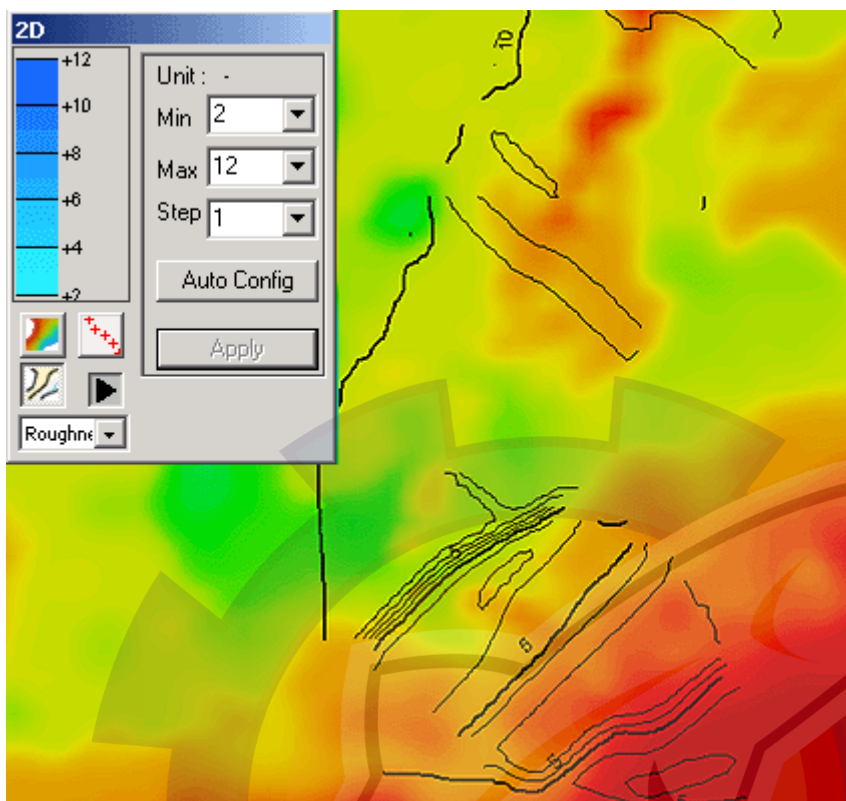 2D
+12
+10
+8
+6
+4
+2
Unit : -
Min 2
Max 12
Step 1
Auto Config
Apply
Roughne
10
5
5